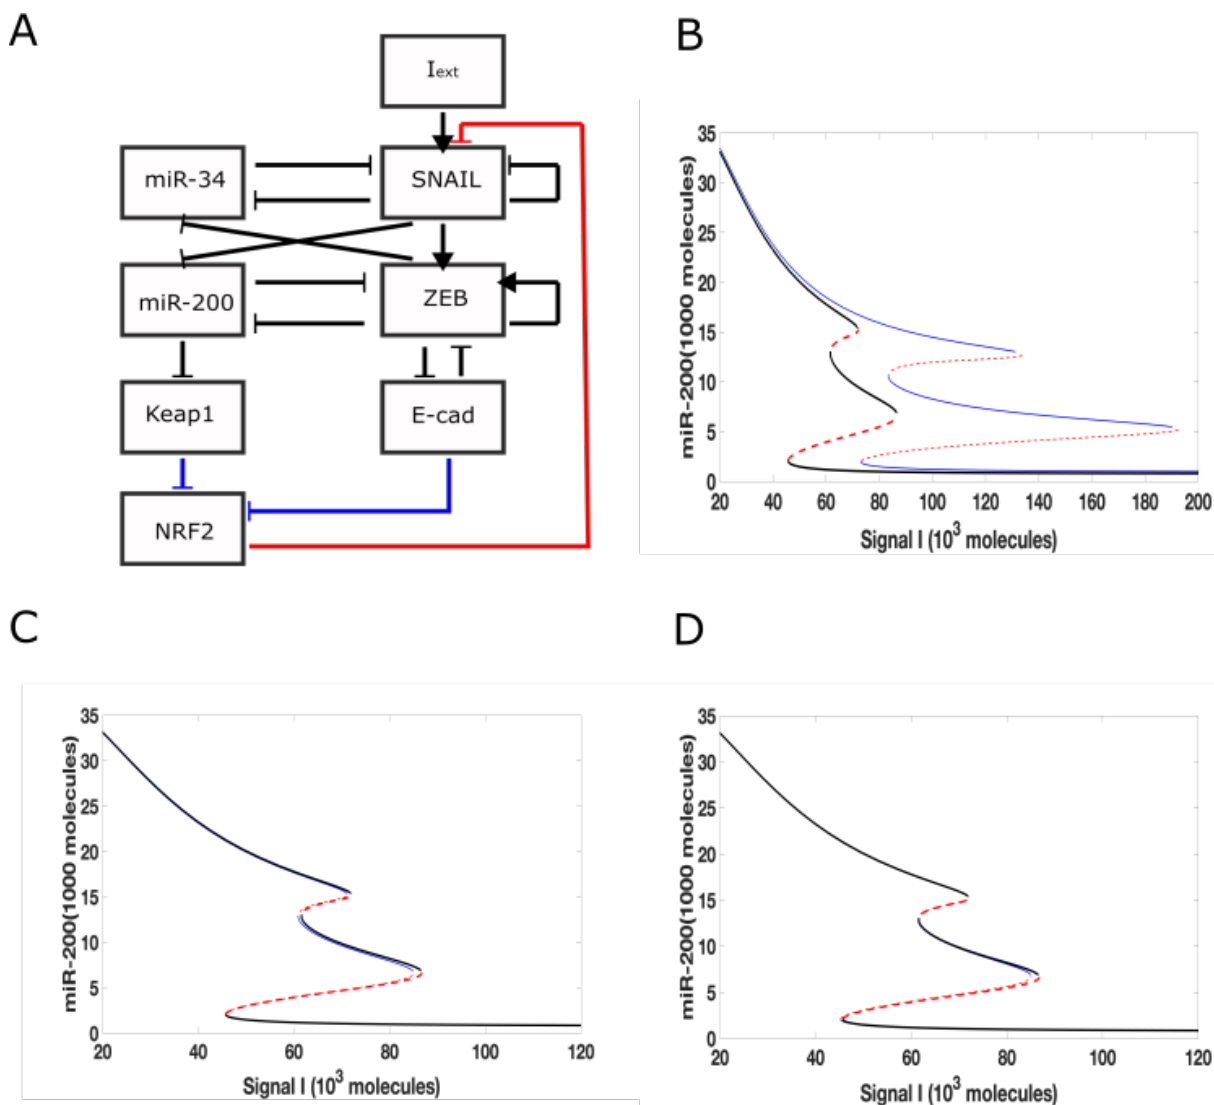 A
I_ext
miR-34
SNAIL
miR-200
ZEB
Keap1
E-cad
NRF2
B
miR-200(1000 molecules)
35
30
25
20
15
10
5
0
20 40 60 80 100 120 140 160 180 200
Signal I (10^3 molecules)
C
miR-200(1000 molecules)
35
30
25
20
15
10
5
0
20 40 60 80 100 120
Signal I (10^3 molecules)
D
miR-200(1000 molecules)
35
30
25
20
15
10
5
0
20 40 60 80 100 120
Signal I (10^3 molecules)